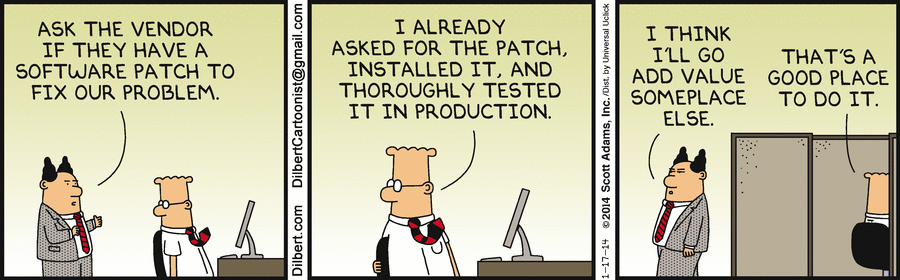 ASK THE VENDOR
IF THEY HAVE A
SOFTWARE PATCH TO
FIX OUR PROBLEM.
Dilbert.com DilbertCartoonist@gmail.com
I ALREADY
ASKED FOR THE PATCH,
INSTALLED IT, AND
THOROUGHLY TESTED
IT IN PRODUCTION.
1-17-14 ©2014 Scott Adams, Inc. /Dist. by Universal Uclick
I THINK
I'LL GO
ADD VALUE
SOMEPLACE
ELSE.
THAT'S A
GOOD PLACE
TO DO IT.